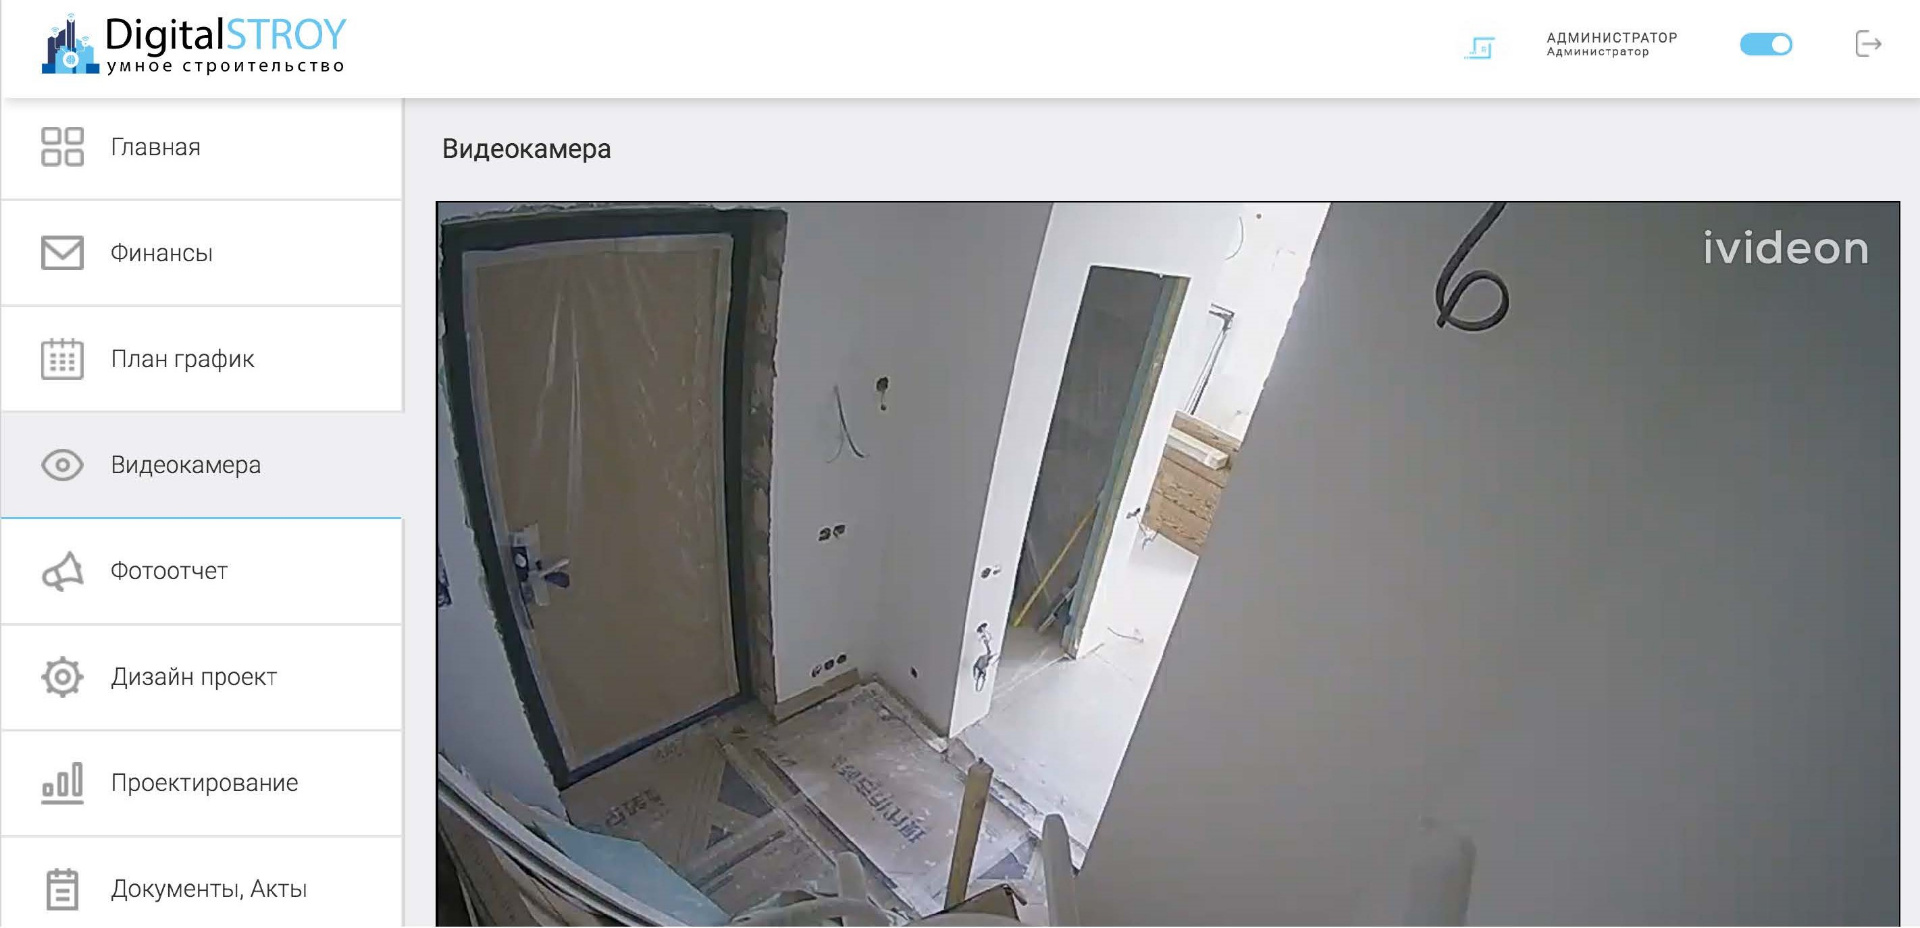 DigitalSTROY
умное строительство
АДМИНИСТРАТОР
Администратор
Главная
Финансы
План график
Видеокамера
Фотоотчет
Дизайн проект
Проектирование
Документы, Акты
Видеокамера
ivideon